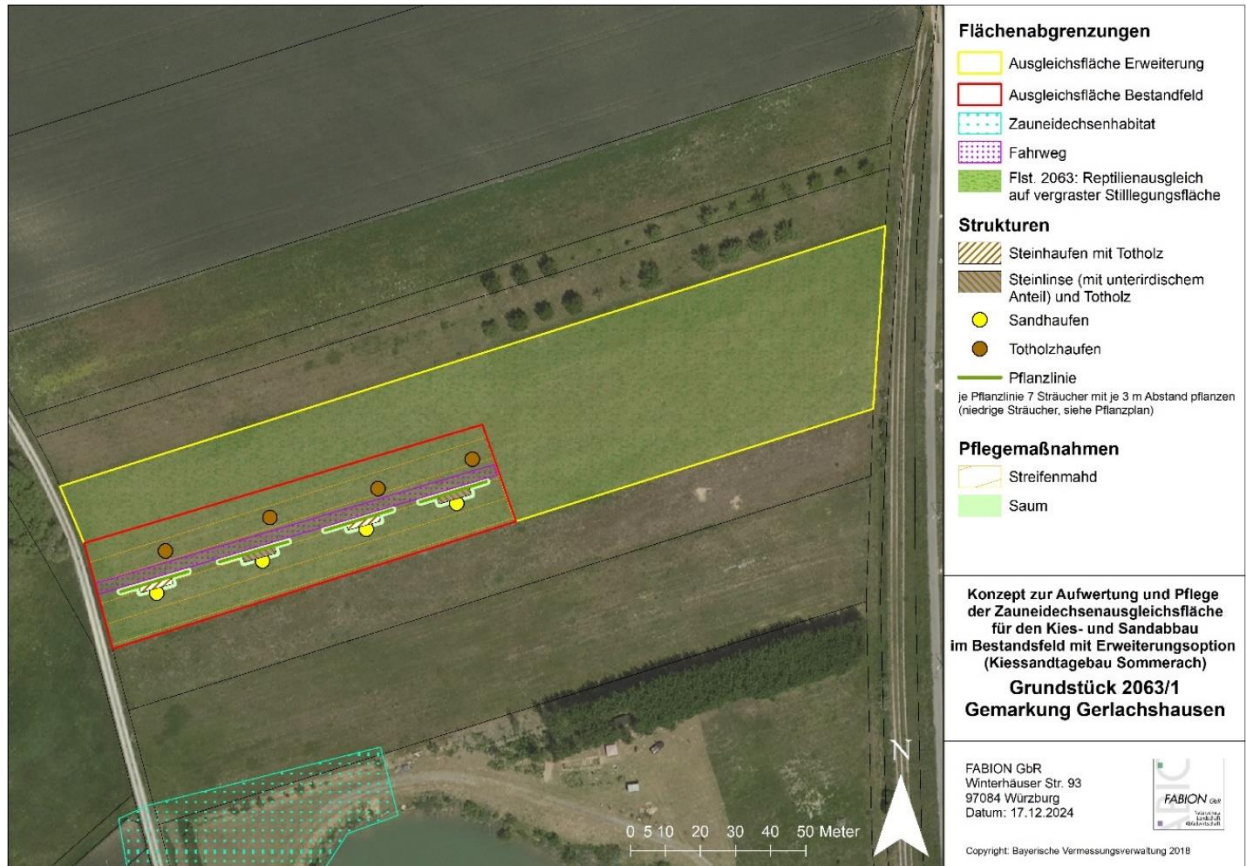 Flächenabgrenzungen
Ausgleichsfläche Erweiterung
Ausgleichsfläche Bestandfeld
Zauneidechsenhabitat
Fahrweg
Flst. 2063: Reptilienausgleich
auf vergraster Stilllegungsfläche
Strukturen
Steinhaufen mit Totholz
Steinlinse (mit unterirdischem
Anteil) und Totholz
Sandhaufen
Totholzhaufen
Pflanzlinie
je Pflanzlinie 7 Sträucher mit je 3 m Abstand pflanzen
(niedrige Sträucher, siehe Pflanzplan)
Pflegemaßnahmen
Streifenmahd
Saum
Konzept zur Aufwertung und Pflege
der Zauneidechsenausgleichsfläche
für den Kies- und Sandabbau
im Bestandsfeld mit Erweiterungsoption
(Kiessandtagebau Sommerach)
Grundstück 2063/1
Gemarkung Gerlachshausen
FABION GbR
Winterhäuser Str. 93
97084 Würzburg
Datum: 17.12.2024
FABION GbR
Copyright: Bayerische Vermessungsverwaltung 2018
N
0 5 10 20 30 40 50 Meter